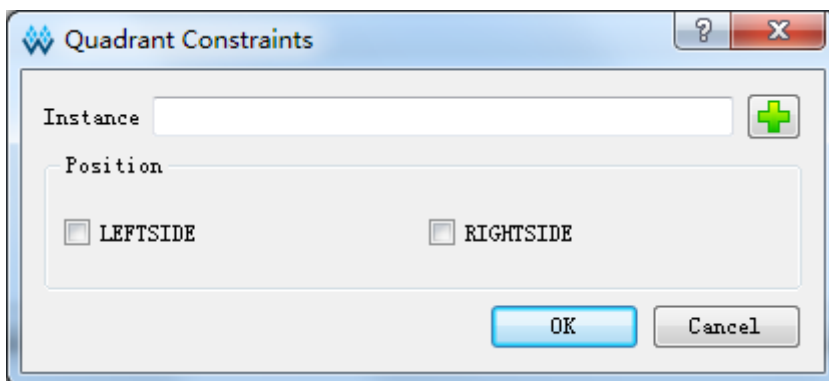 Quadrant Constraints
Instance
Position
LEFTSIDE RIGHTSIDE
OK Cancel